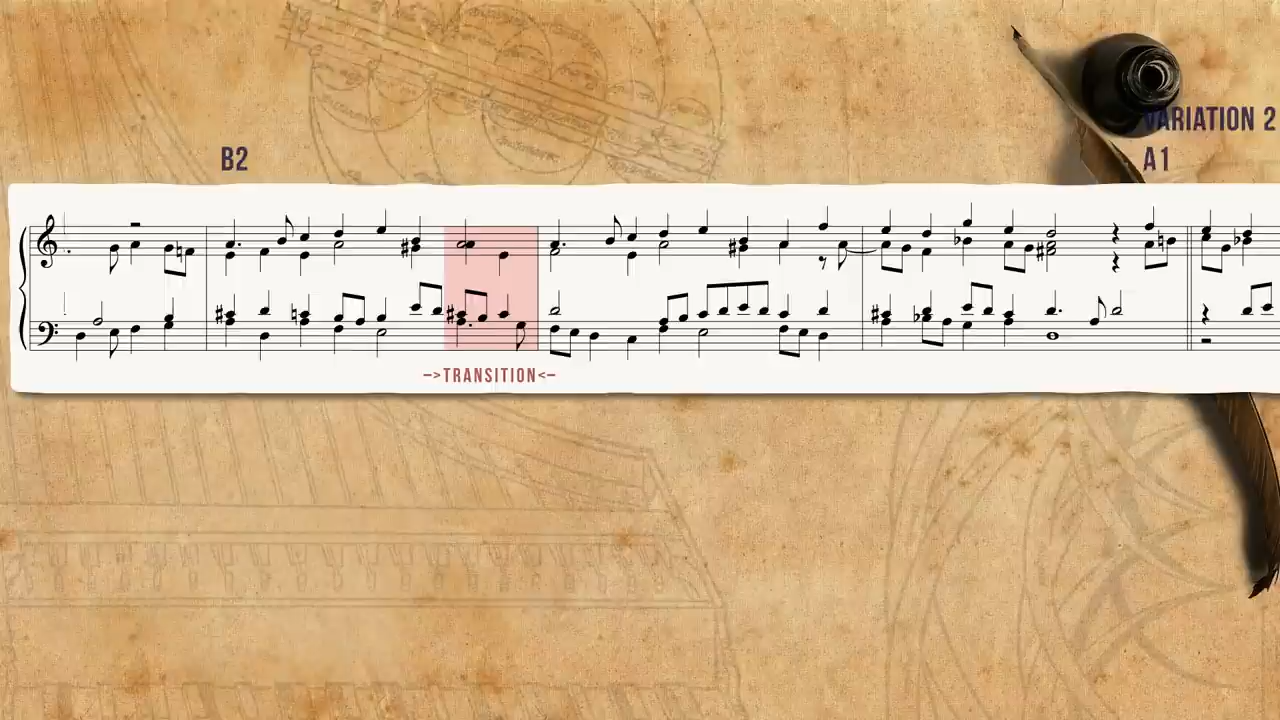 VARIATION 2
B2
A1
–>TRANSITION<–